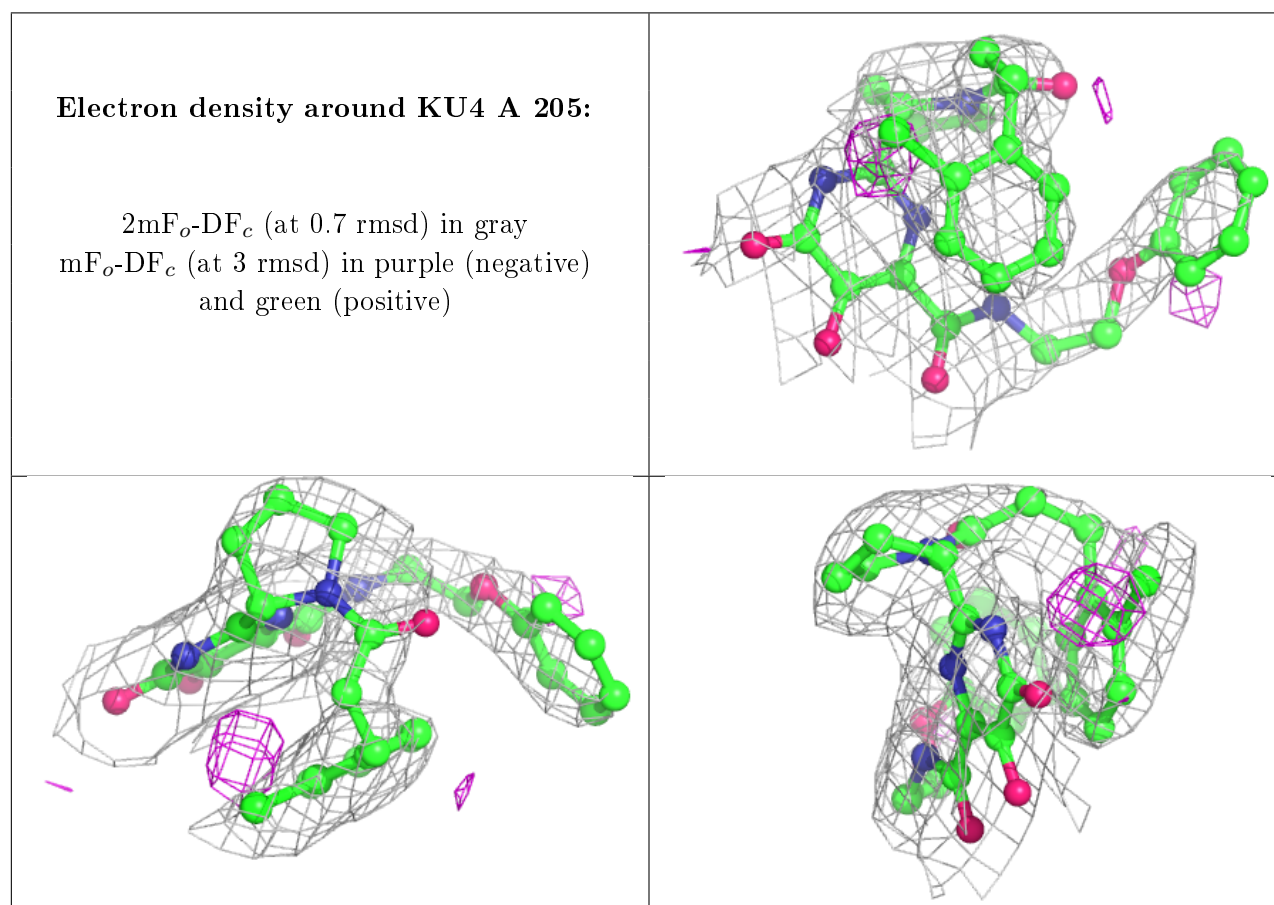 Electron density around KU4 A 205:
2mFo-DFc (at 0.7 rmsd) in gray
mFo-DFc (at 3 rmsd) in purple (negative)
and green (positive)